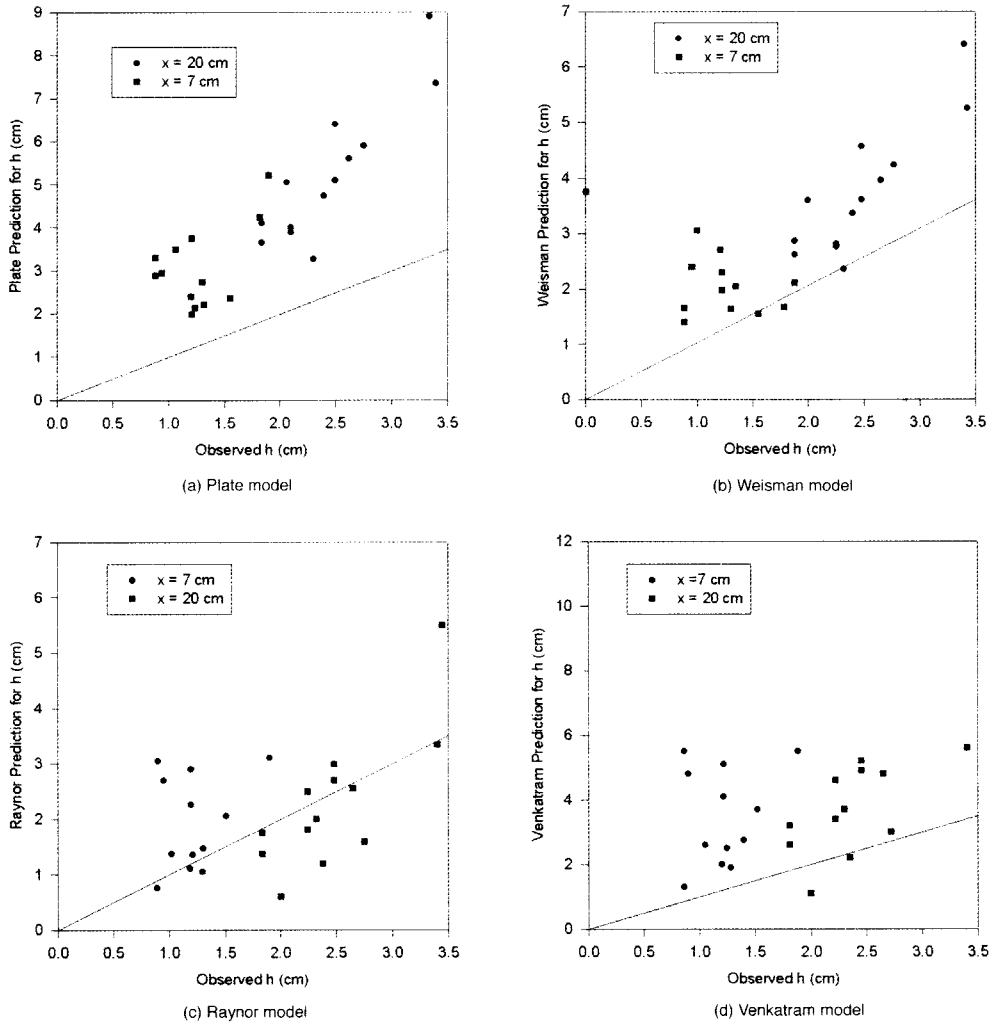 9
8
7
6
5
4
3
2
1
0
Plate Prediction for h (cm)
x = 20 cm
x = 7 cm
0.0 0.5 1.0 1.5 2.0 2.5 3.0 3.5
Observed h (cm)
(a) Plate model
7
6
5
4
3
2
1
0
Weisman Prediction for h (cm)
x = 20 cm
x = 7 cm
0.0 0.5 1.0 1.5 2.0 2.5 3.0 3.5
Observed h (cm)
(b) Weisman model
7
6
5
4
3
2
1
0
Raynor Prediction for h (cm)
x = 7 cm
x = 20 cm
0.0 0.5 1.0 1.5 2.0 2.5 3.0 3.5
Observed h (cm)
(c) Raynor model
12
10
8
6
4
2
0
Venkatram Prediction for h (cm)
x =7 cm
x = 20 cm
0.0 0.5 1.0 1.5 2.0 2.5 3.0 3.5
Observed h (cm)
(d) Venkatram model